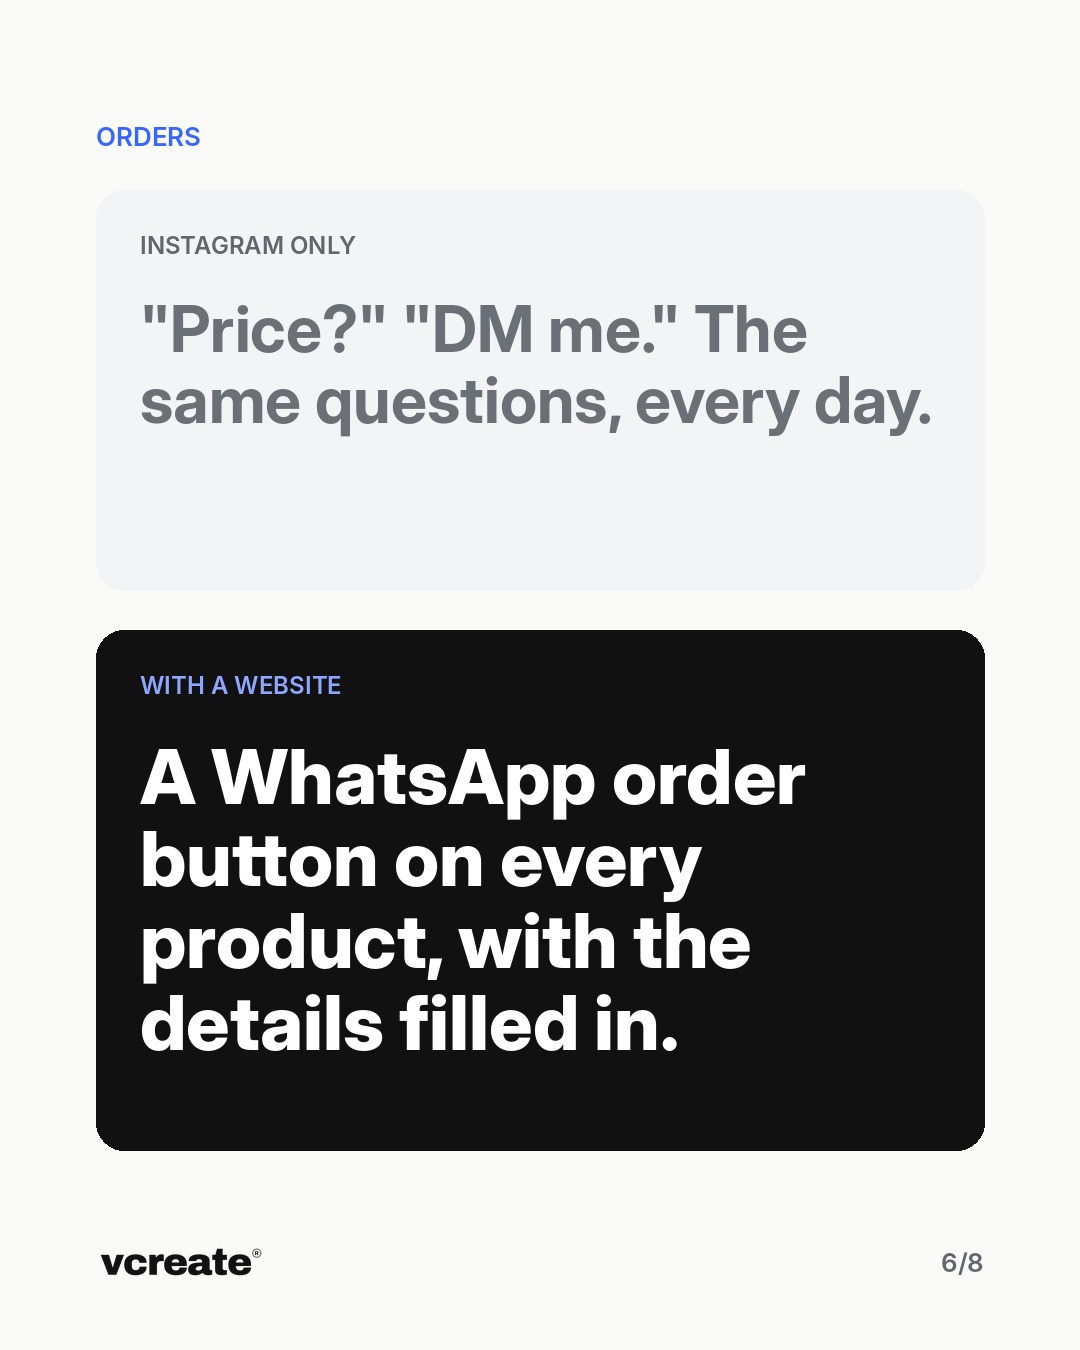 ORDERS
INSTAGRAM ONLY
"Price?" "DM me." The
same questions, every day.
WITH A WEBSITE
A WhatsApp order
button on every
product, with the
details filled in.
vcreate®
6/8